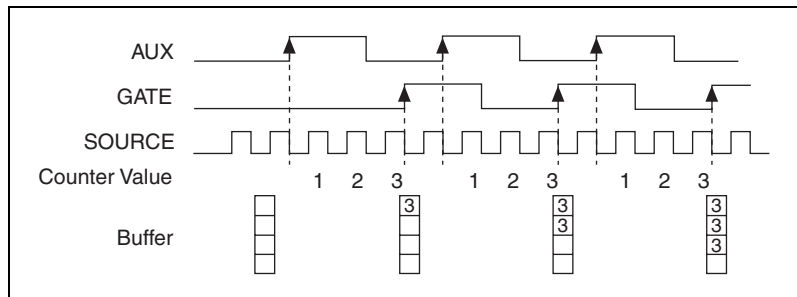 AUX
GATE
SOURCE
Counter Value 1 2 3 1 2 3 1 2 3
Buffer
3 3 3
3 3
3